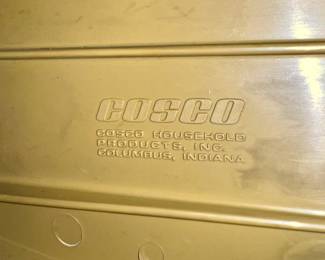 COSCO
COSCO HOUSEHOLD
PRODUCTS, INC.
COLUMBUS, INDIANA